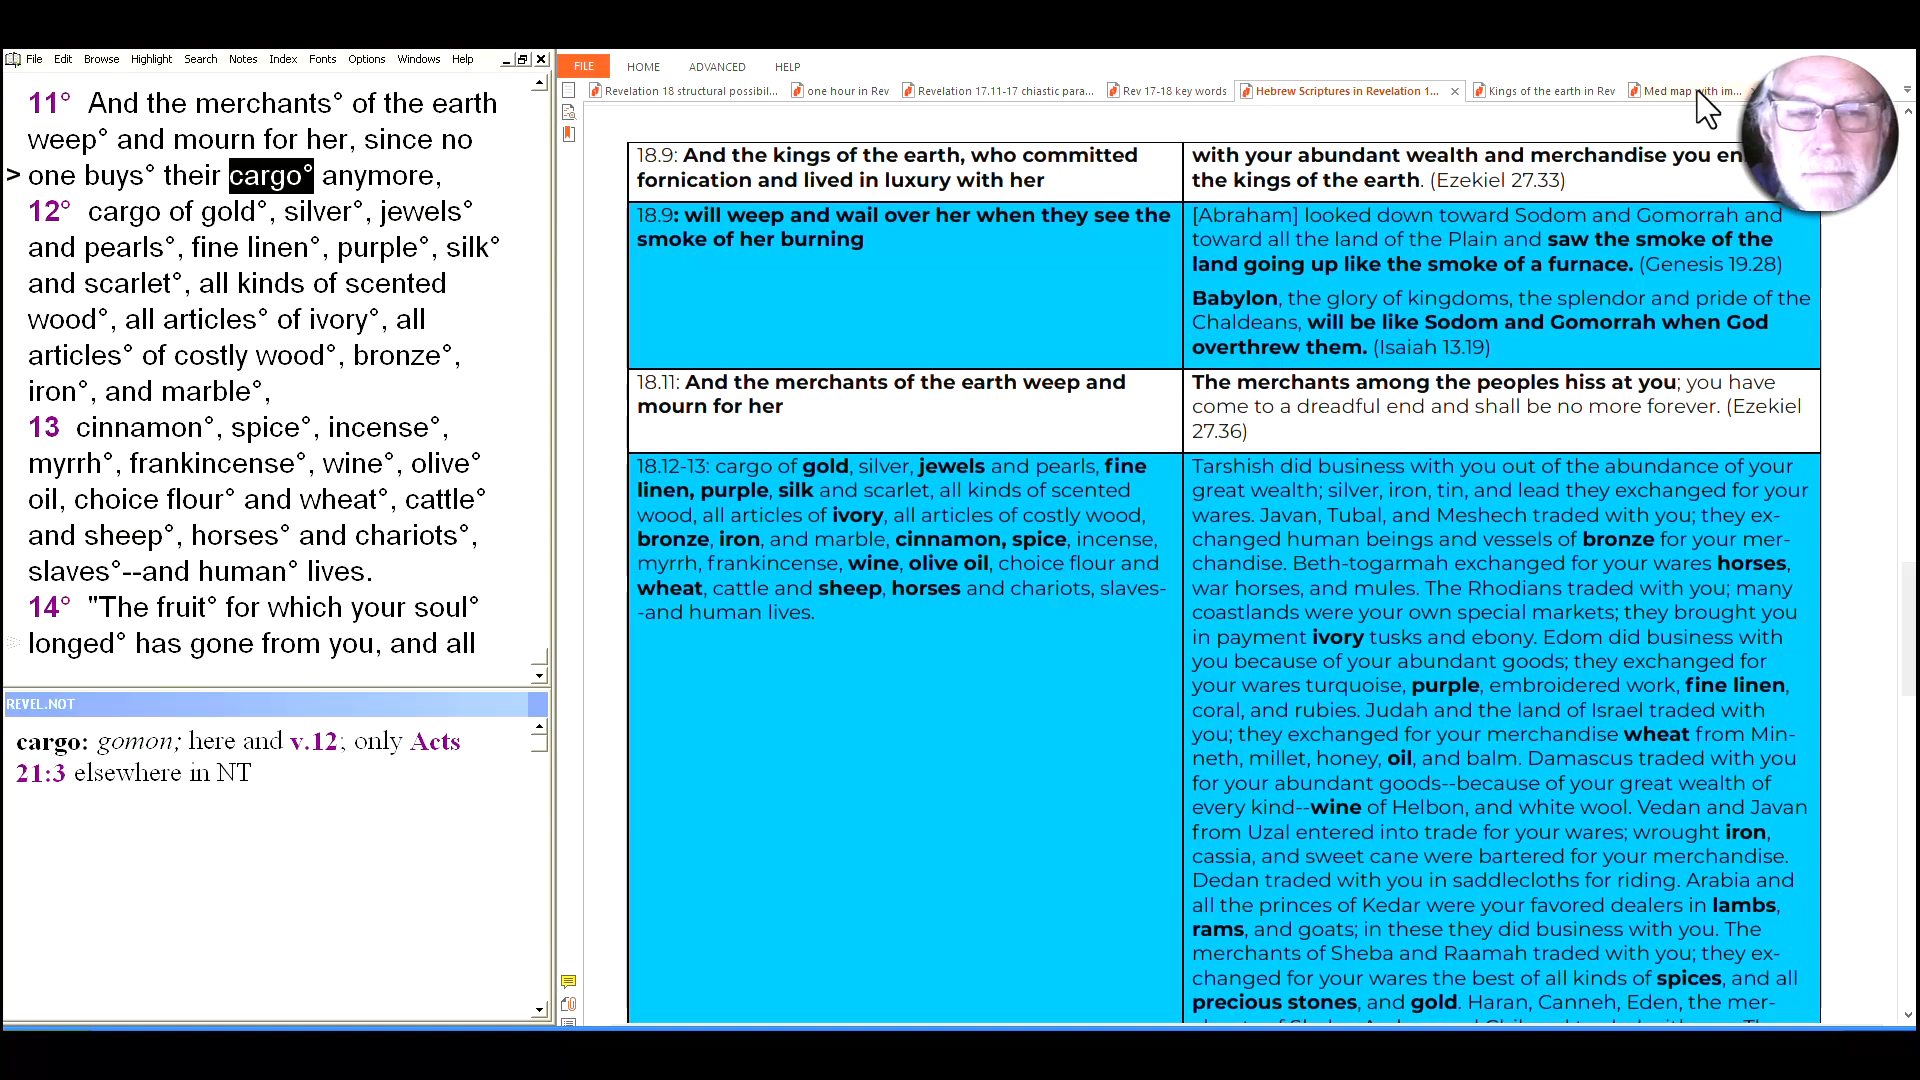 File Edit Browse Highlight Search Notes Index Fonts Options Windows Help
11° And the merchants° of the earth
weep° and mourn for her, since no
> one buys° their cargo° anymore,
12° cargo of gold°, silver°, jewels°
and pearls°, fine linen°, purple°, silk°
and scarlet°, all kinds of scented
wood°, all articles° of ivory°, all
articles° of costly wood°, bronze°,
iron°, and marble°,
13 cinnamon°, spice°, incense°,
myrrh°, frankincense°, wine°, olive°
oil, choice flour° and wheat°, cattle°
and sheep°, horses° and chariots°,
slaves°--and human° lives.
14° "The fruit° for which your soul°
longed° has gone from you, and all
REVEL.NOT
cargo: gomon; here and v.12; only Acts
21:3 elsewhere in NT
FILE HOME ADVANCED HELP
Revelation 18 structural possibil... one hour in Rev Revelation 17.11-17 chiastic para... Rev 17-18 key words Hebrew Scriptures in Revelation 1... Kings of the earth in Rev Med map with im...
18.9: And the kings of the earth, who committed
fornication and lived in luxury with her
with your abundant wealth and merchandise you
the kings of the earth. (Ezekiel 27.33)
18.9: will weep and wail over her when they see the
smoke of her burning
[Abraham] looked down toward Sodom and Gomorrah and
toward all the land of the Plain and saw the smoke of the
land going up like the smoke of a furnace. (Genesis 19.28)
Babylon, the glory of kingdoms, the splendor and pride of the
Chaldeans, will be like Sodom and Gomorrah when God
overthrew them. (Isaiah 13.19)
18.11: And the merchants of the earth weep and
mourn for her
The merchants among the peoples hiss at you; you have
come to a dreadful end and shall be no more forever. (Ezekiel
27.36)
18.12-13: cargo of gold, silver, jewels and pearls, fine
linen, purple, silk and scarlet, all kinds of scented
wood, all articles of ivory, all articles of costly wood,
bronze, iron, and marble, cinnamon, spice, incense,
myrrh, frankincense, wine, olive oil, choice flour and
wheat, cattle and sheep, horses and chariots, slaves-
-and human lives.
Tarshish did business with you out of the abundance of your
great wealth; silver, iron, tin, and lead they exchanged for your
wares. Javan, Tubal, and Meshech traded with you; they ex-
changed human beings and vessels of bronze for your mer-
chandise. Beth-togarmah exchanged for your wares horses,
war horses, and mules. The Rhodians traded with you; many
coastlands were your own special markets; they brought you
in payment ivory tusks and ebony. Edom did business with
you because of your abundant goods; they exchanged for
your wares turquoise, purple, embroidered work, fine linen,
coral, and rubies. Judah and the land of Israel traded with
you; they exchanged for your merchandise wheat from Min-
neth, millet, honey, oil, and balm. Damascus traded with you
for your abundant goods--because of your great wealth of
every kind--wine of Helbon, and white wool. Vedan and Javan
from Uzal entered into trade for your wares; wrought iron,
cassia, and sweet cane were bartered for your merchandise.
Dedan traded with you in saddlecloths for riding. Arabia and
all the princes of Kedar were your favored dealers in lambs,
rams, and goats; in these they did business with you. The
merchants of Sheba and Raamah traded with you; they ex-
changed for your wares the best of all kinds of spices, and all
precious stones, and gold. Haran, Canneh, Eden, the mer-